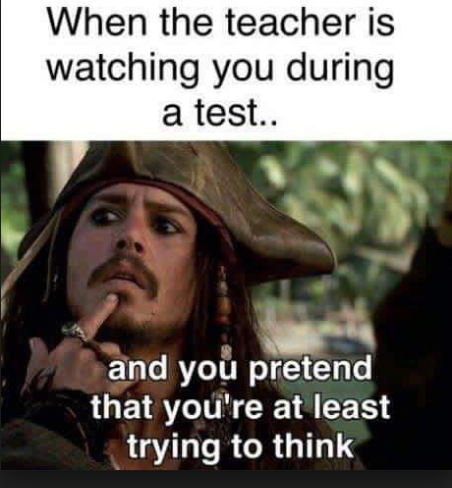 When the teacher is
watching you during
a test..
and you pretend
that you're at least
trying to think